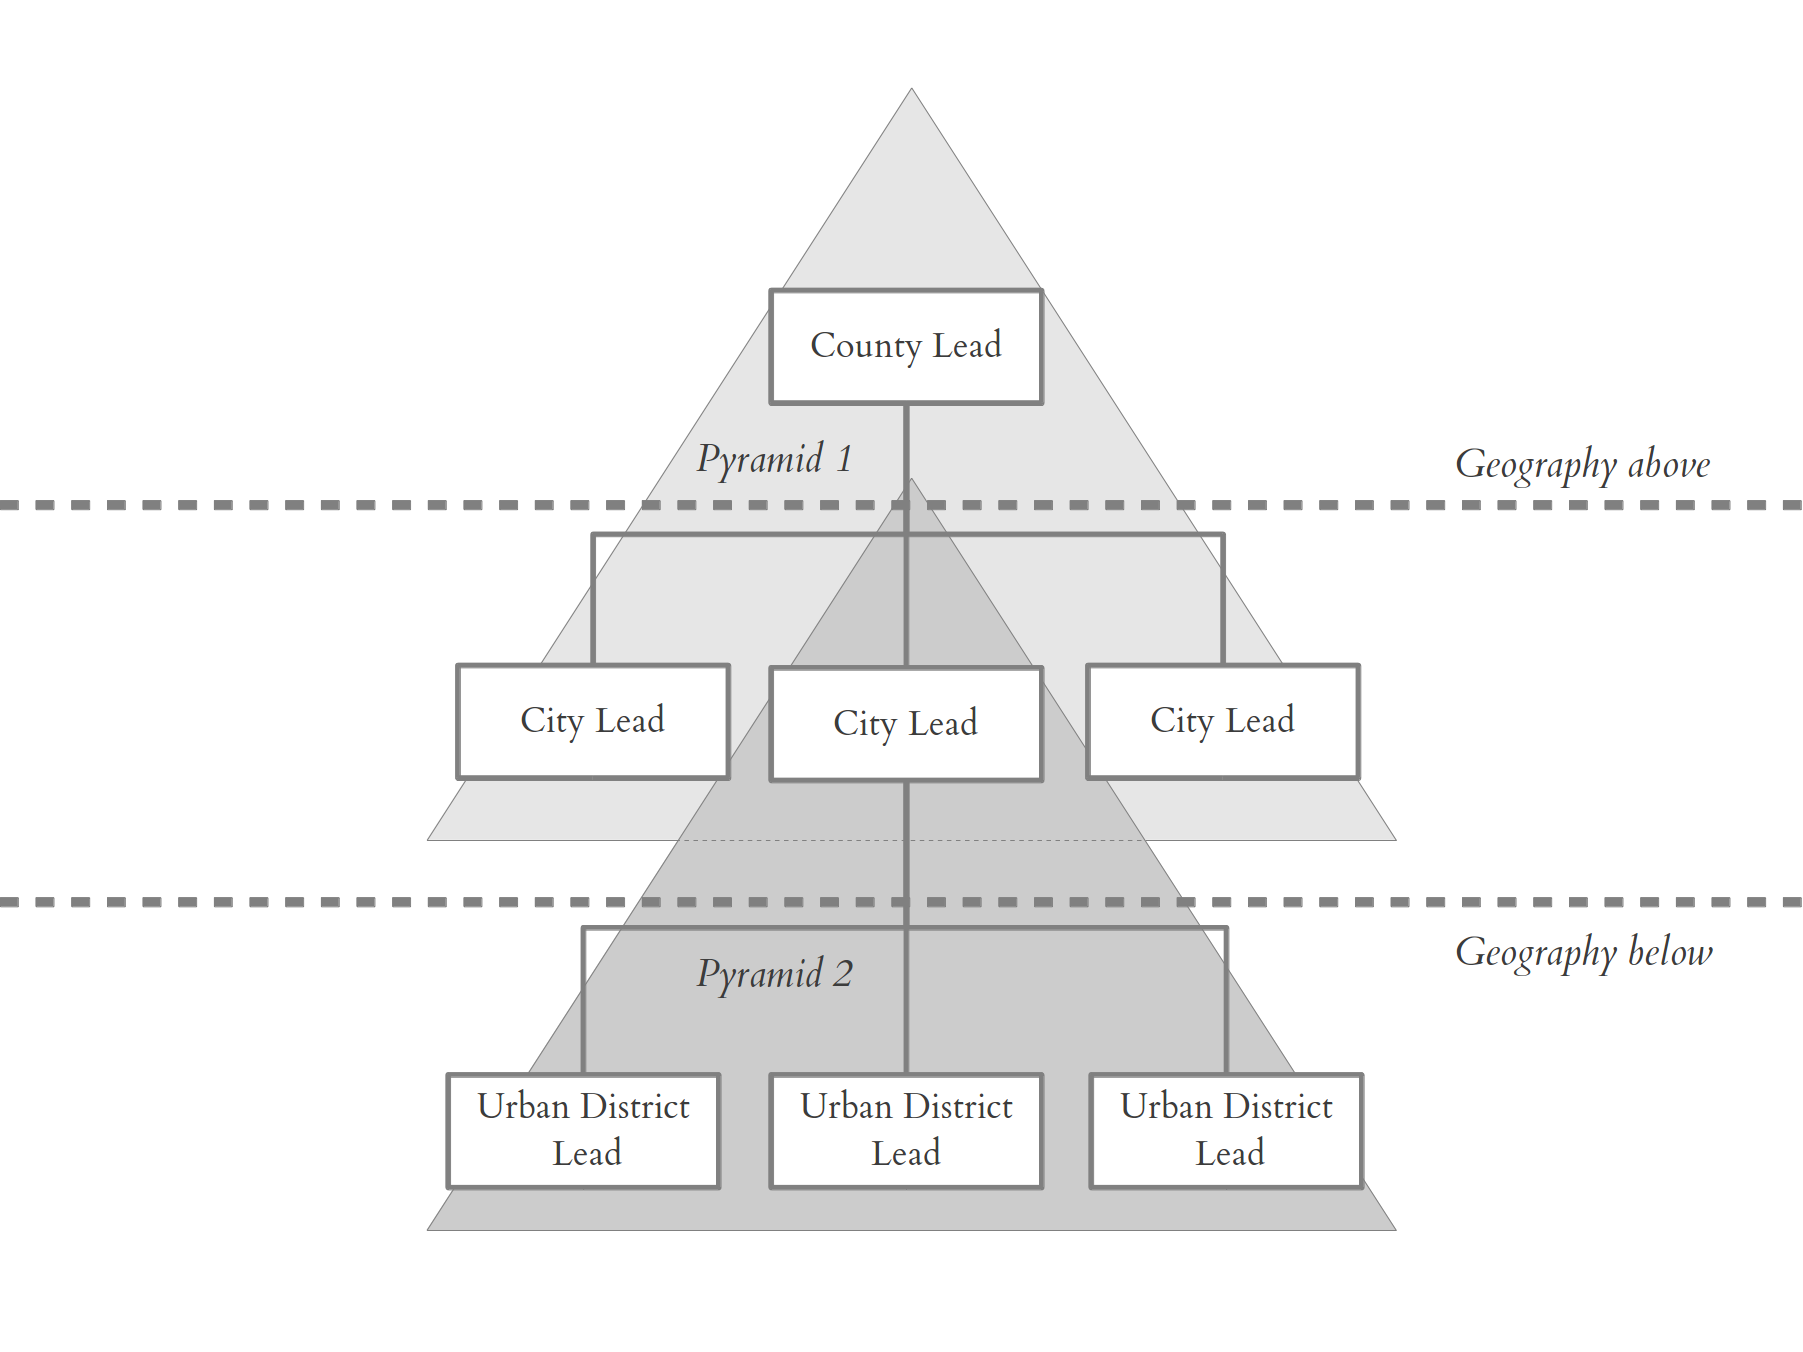 County Lead
Pyramid 1
Geography above
City Lead
City Lead
City Lead
Geography below
Pyramid 2
Urban District
Lead
Urban District
Lead
Urban District
Lead